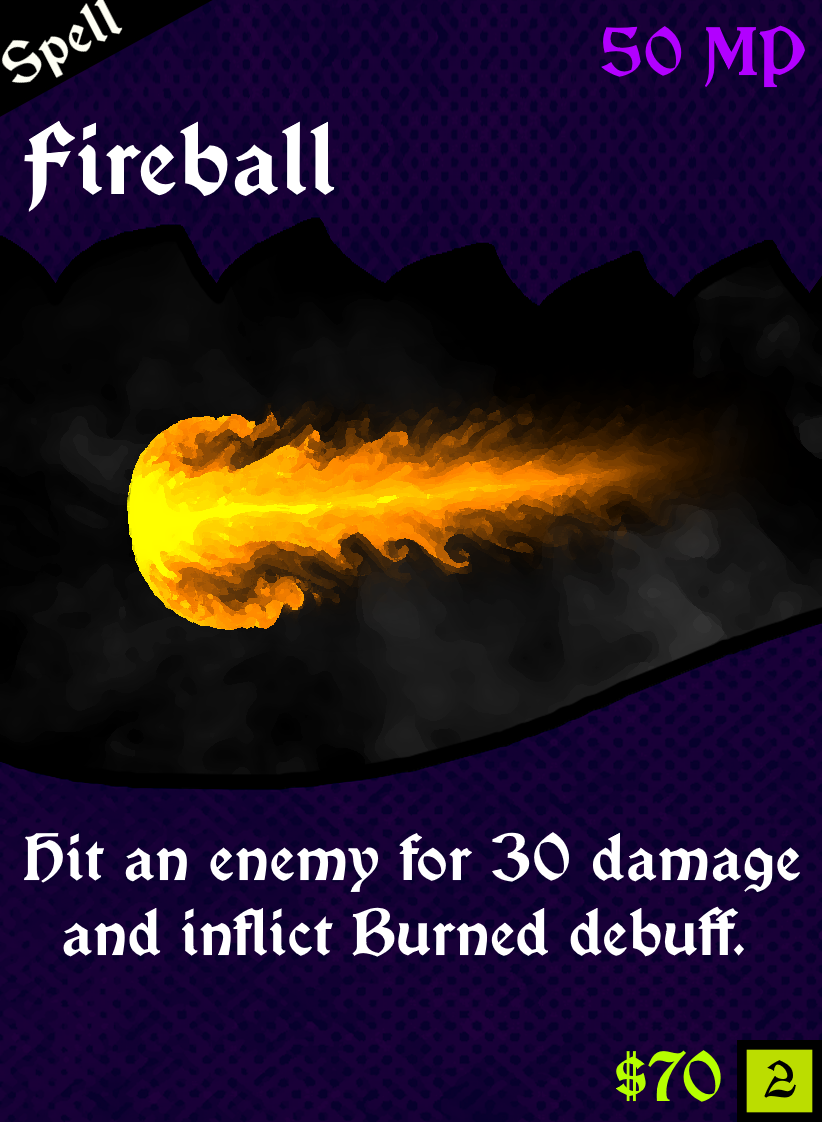 Spell
50 MP
Fireball
Hit an enemy for 30 damage
and inflict Burned debuff.
$70
2